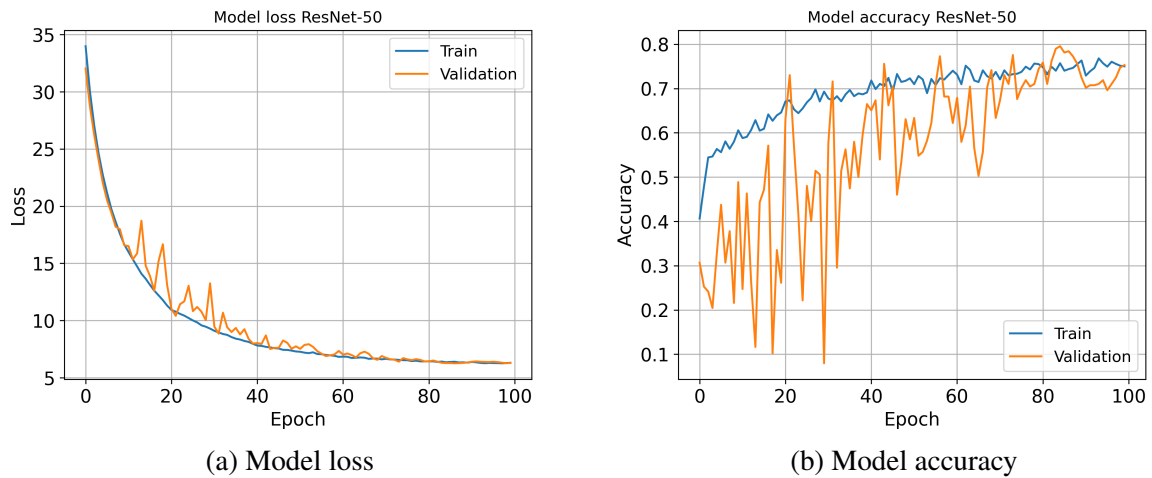 Model loss ResNet-50
35
30
25
20
15
10
5
Loss
Train
Validation
0 20 40 60 80 100
Epoch
(a) Model loss
Model accuracy ResNet-50
0.8
0.7
0.6
0.5
0.4
0.3
0.2
0.1
Accuracy
Train
Validation
0 20 40 60 80 100
Epoch
(b) Model accuracy